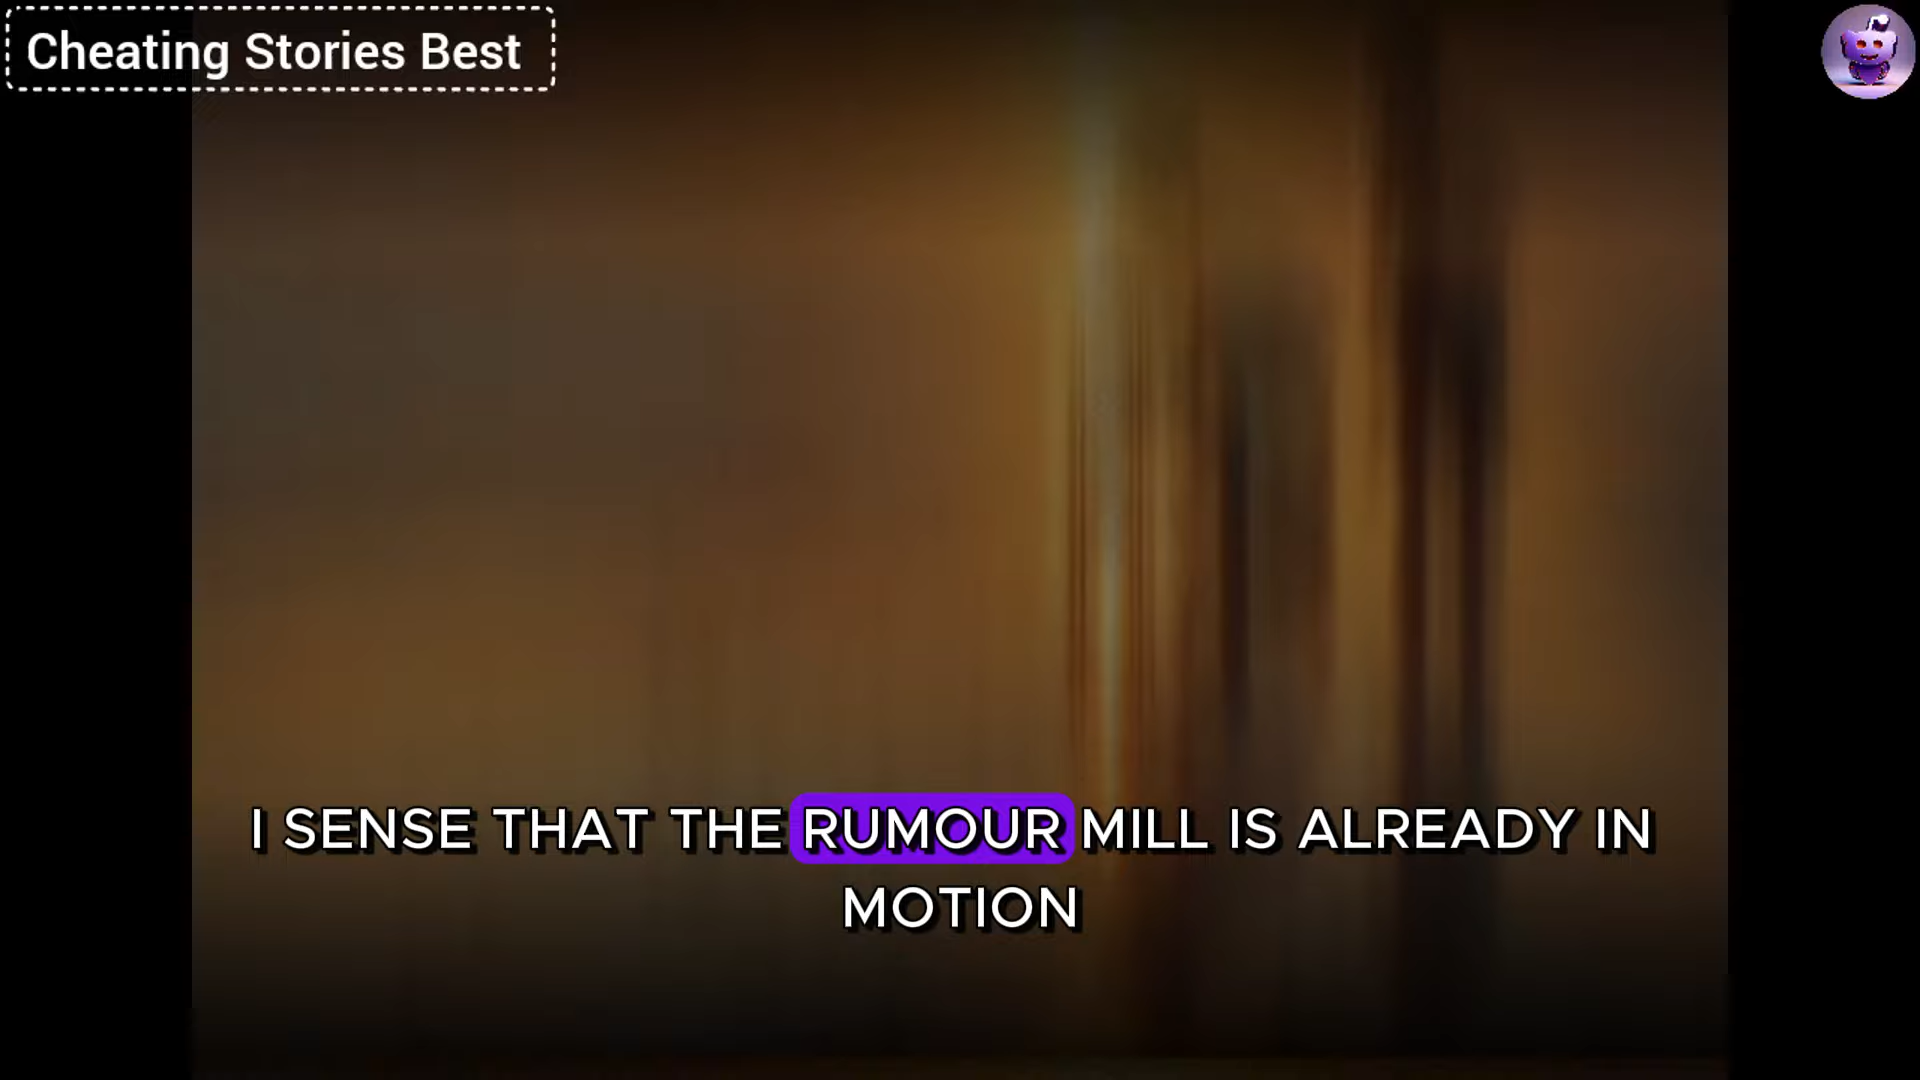 Cheating Stories Best
I SENSE THAT THE RUMOUR MILL IS ALREADY IN
MOTION